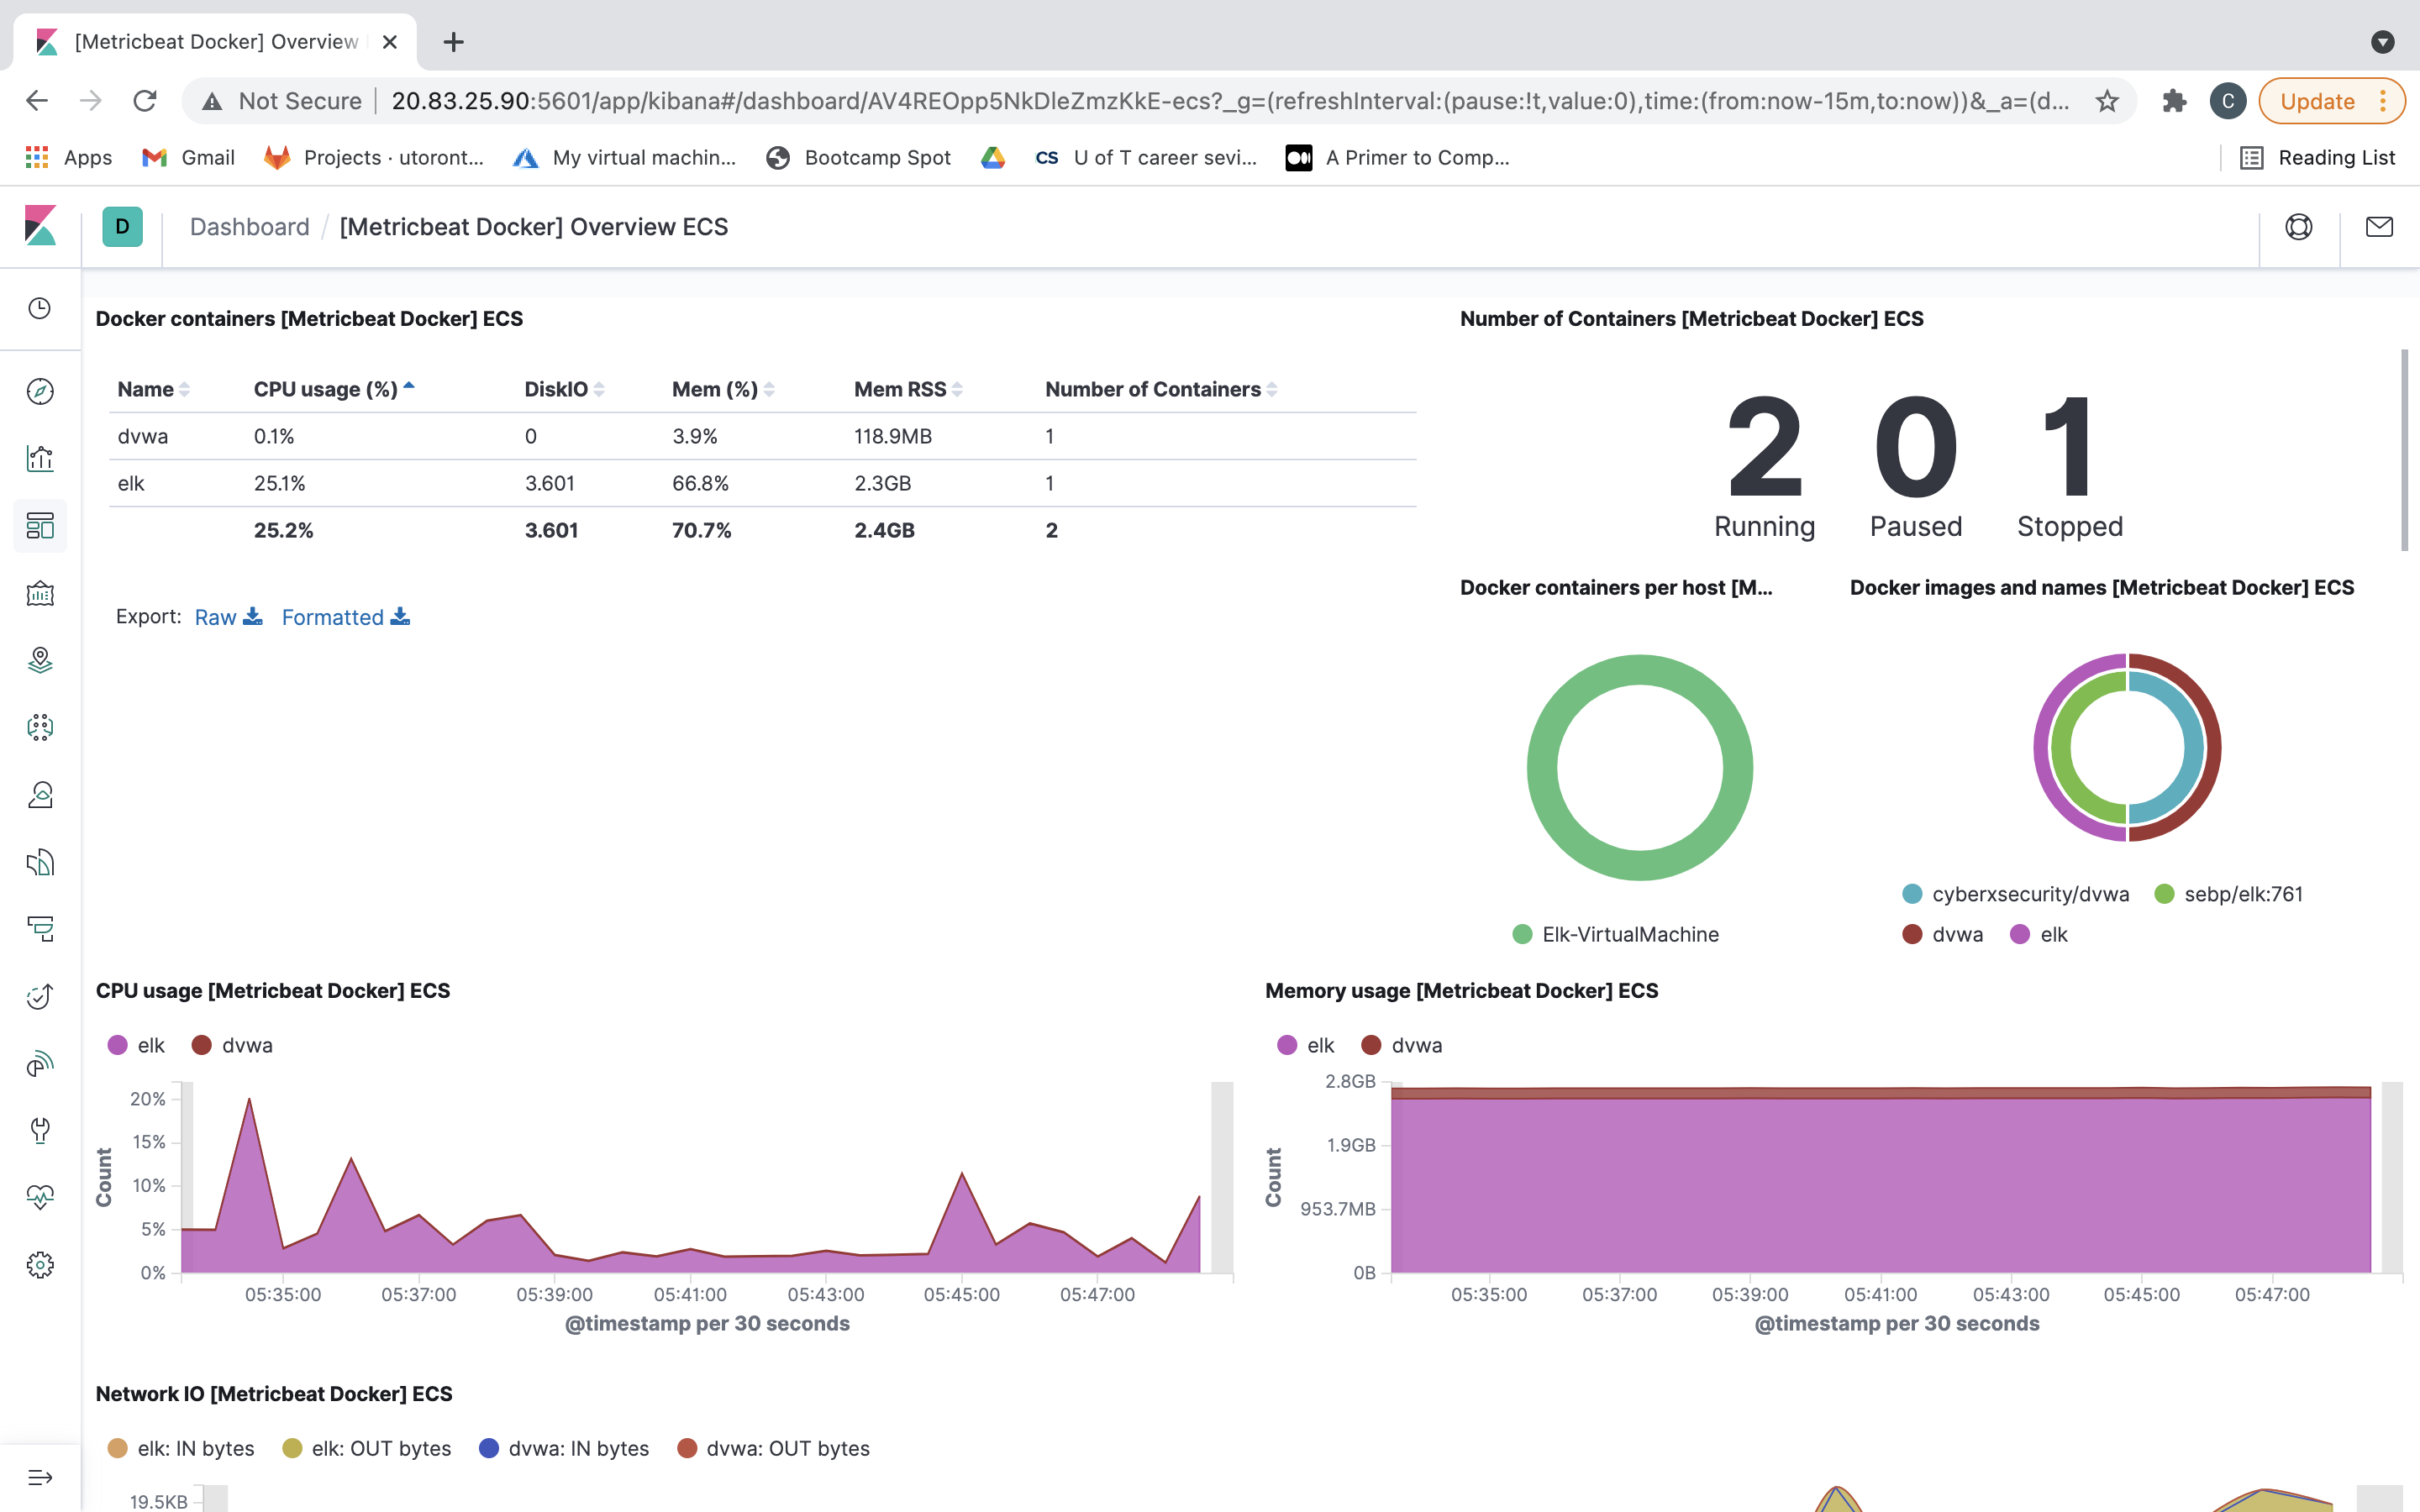 [Metricbeat Docker] Overview
Not Secure 20.83.25.90:5601/app/kibana#/dashboard/AV4REOpp5NkDleZmzKkE-ecs?_g=(refreshInterval:(pause:!t,value:0),time:(from:now-15m,to:now))&_a=(d... C Update
Apps Gmail Projects · utoront... My virtual machin... Bootcamp Spot CS U of T career sevi... A Primer to Comp... Reading List
D Dashboard / [Metricbeat Docker] Overview ECS
Docker containers [Metricbeat Docker] ECS
Name CPU usage (%) DiskIO Mem (%) Mem RSS Number of Containers
dvwa 0.1% 0 3.9% 118.9MB 1
elk 25.1% 3.601 66.8% 2.3GB 1
25.2% 3.601 70.7% 2.4GB 2
Export: Raw Formatted
Number of Containers [Metricbeat Docker] ECS
2 0 1
Running Paused Stopped
Docker containers per host [M...
Elk-VirtualMachine
Docker images and names [Metricbeat Docker] ECS
cyberxsecurity/dvwa sebp/elk:761
dvwa elk
CPU usage [Metricbeat Docker] ECS
elk dvwa
20%
15%
10%
5%
0%
Count
05:35:00 05:37:00 05:39:00 05:41:00 05:43:00 05:45:00 05:47:00
@timestamp per 30 seconds
Memory usage [Metricbeat Docker] ECS
elk dvwa
2.8GB
1.9GB
953.7MB
0B
Count
05:35:00 05:37:00 05:39:00 05:41:00 05:43:00 05:45:00 05:47:00
@timestamp per 30 seconds
Network IO [Metricbeat Docker] ECS
elk: IN bytes elk: OUT bytes dvwa: IN bytes dvwa: OUT bytes
19.5KB